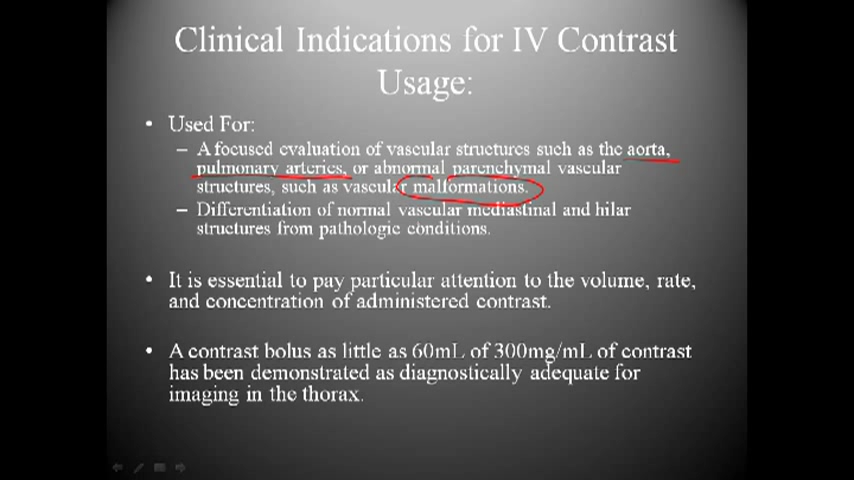 Clinical Indications for IV Contrast
Usage:
• Used For:
– A focused evaluation of vascular structures such as the aorta,
pulmonary arteries, or abnormal parenchymal vascular
structures, such as vascular malformations.
– Differentiation of normal vascular mediastinal and hilar
structures from pathologic conditions.
• It is essential to pay particular attention to the volume, rate,
and concentration of administered contrast.
• A contrast bolus as little as 60mL of 300mg/mL of contrast
has been demonstrated as diagnostically adequate for
imaging in the thorax.